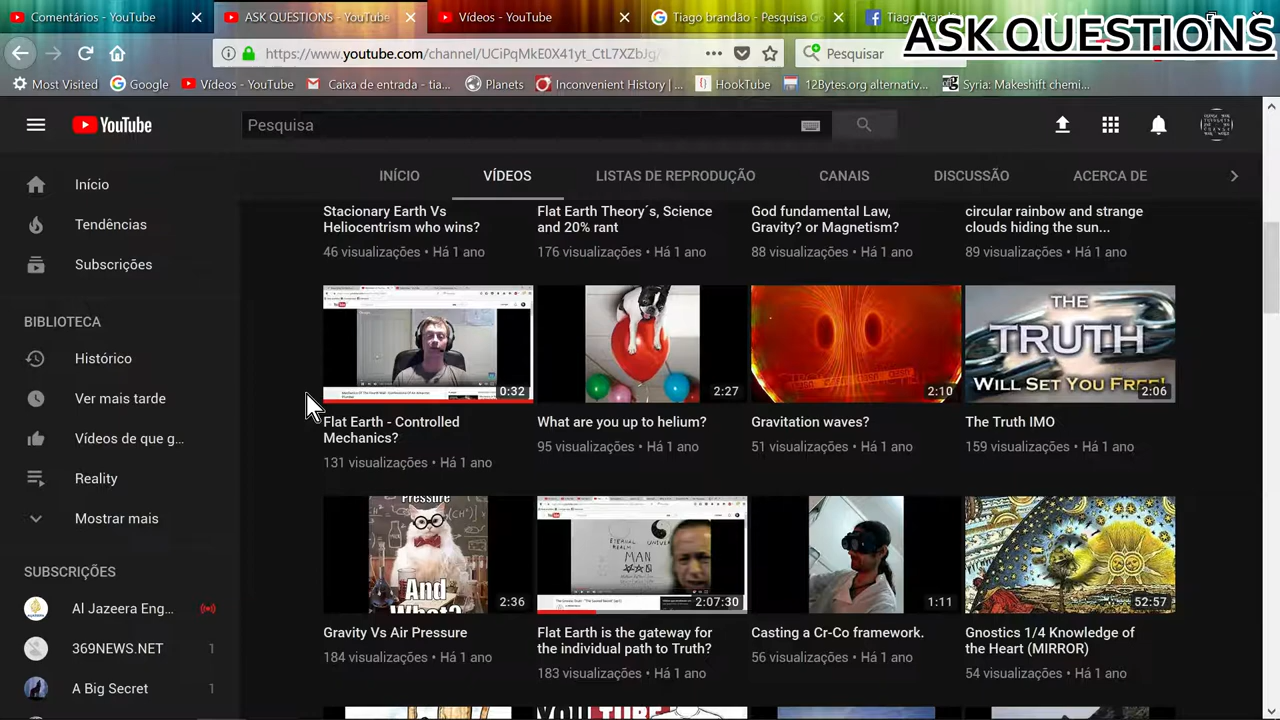 Comentários - YouTube
ASK QUESTIONS - YouTube
Vídeos - YouTube
Tiago brandão - Pesquisa Go
Tiago Brandão
ASK QUESTIONS
https://www.youtube.com/channel/UCiPqMkE0X41yt_CtL7XZbJg/
Pesquisar
Most Visited
Google
Vídeos - YouTube
Caixa de entrada - tia...
Planets
Inconvenient History | ...
HookTube
12Bytes.org alternativ...
Syria: Makeshift chemi...
YouTube
Pesquisa
INÍCIO
VÍDEOS
LISTAS DE REPRODUÇÃO
CANAIS
DISCUSSÃO
ACERCA DE
Início
Tendências
Subscrições
BIBLIOTECA
Histórico
Ver mais tarde
Vídeos de que g...
Reality
Mostrar mais
SUBSCRIÇÕES
Al Jazeera Eng...
369NEWS.NET
1
A Big Secret
1
Stacionary Earth Vs
Heliocentrism who wins?
46 visualizações • Há 1 ano
Flat Earth Theory´s, Science
and 20% rant
176 visualizações • Há 1 ano
God fundamental Law,
Gravity? or Magnetism?
88 visualizações • Há 1 ano
circular rainbow and strange
clouds hiding the sun...
89 visualizações • Há 1 ano
0:32
Flat Earth - Controlled
Mechanics?
131 visualizações • Há 1 ano
2:27
What are you up to helium?
95 visualizações • Há 1 ano
2:10
Gravitation waves?
51 visualizações • Há 1 ano
THE
TRUTH
WILL SET YOU FREE!
2:06
The Truth IMO
159 visualizações • Há 1 ano
Pressure
And
What?
2:36
Gravity Vs Air Pressure
184 visualizações • Há 1 ano
ETERNAL
REALM
UNIVER
MAN
2:07:30
Flat Earth is the gateway for
the individual path to Truth?
183 visualizações • Há 1 ano
1:11
Casting a Cr-Co framework.
56 visualizações • Há 1 ano
52:57
Gnostics 1/4 Knowledge of
the Heart (MIRROR)
54 visualizações • Há 1 ano